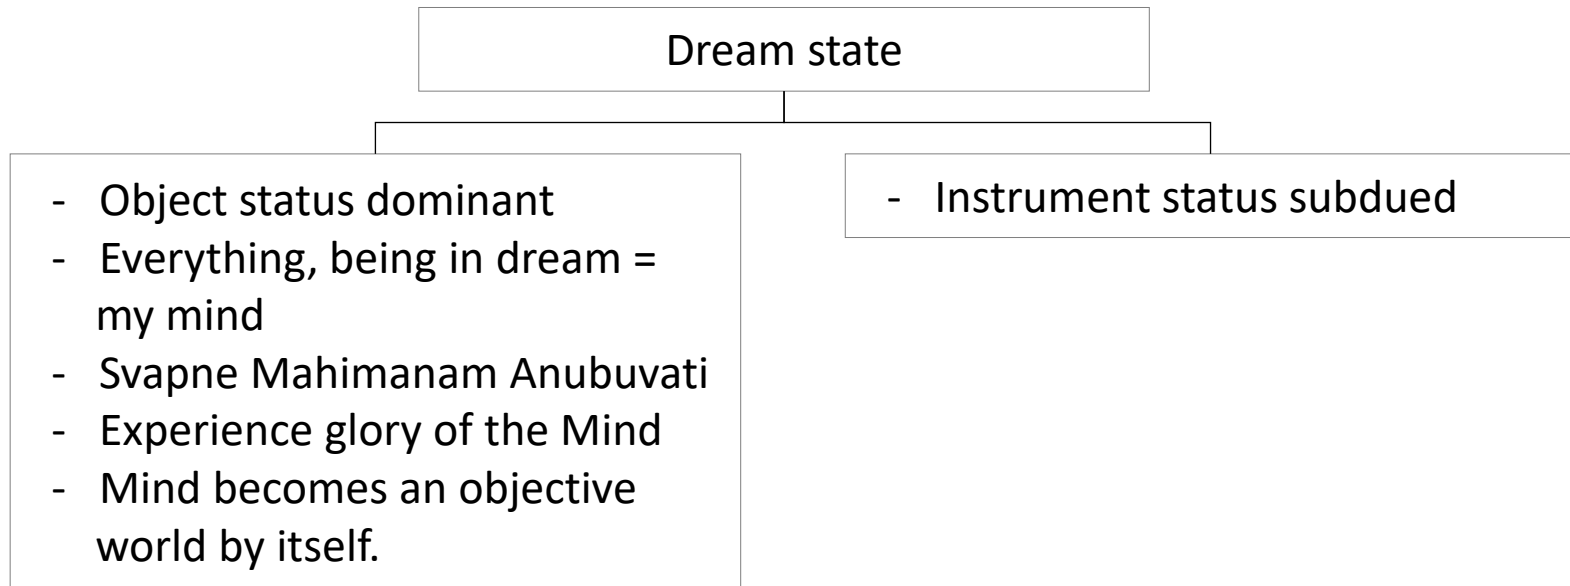 Dream state
- Object status dominant
- Everything, being in dream =
my mind
- Svapne Mahimanam Anubuvati
- Experience glory of the Mind
- Mind becomes an objective
world by itself.
- Instrument status subdued